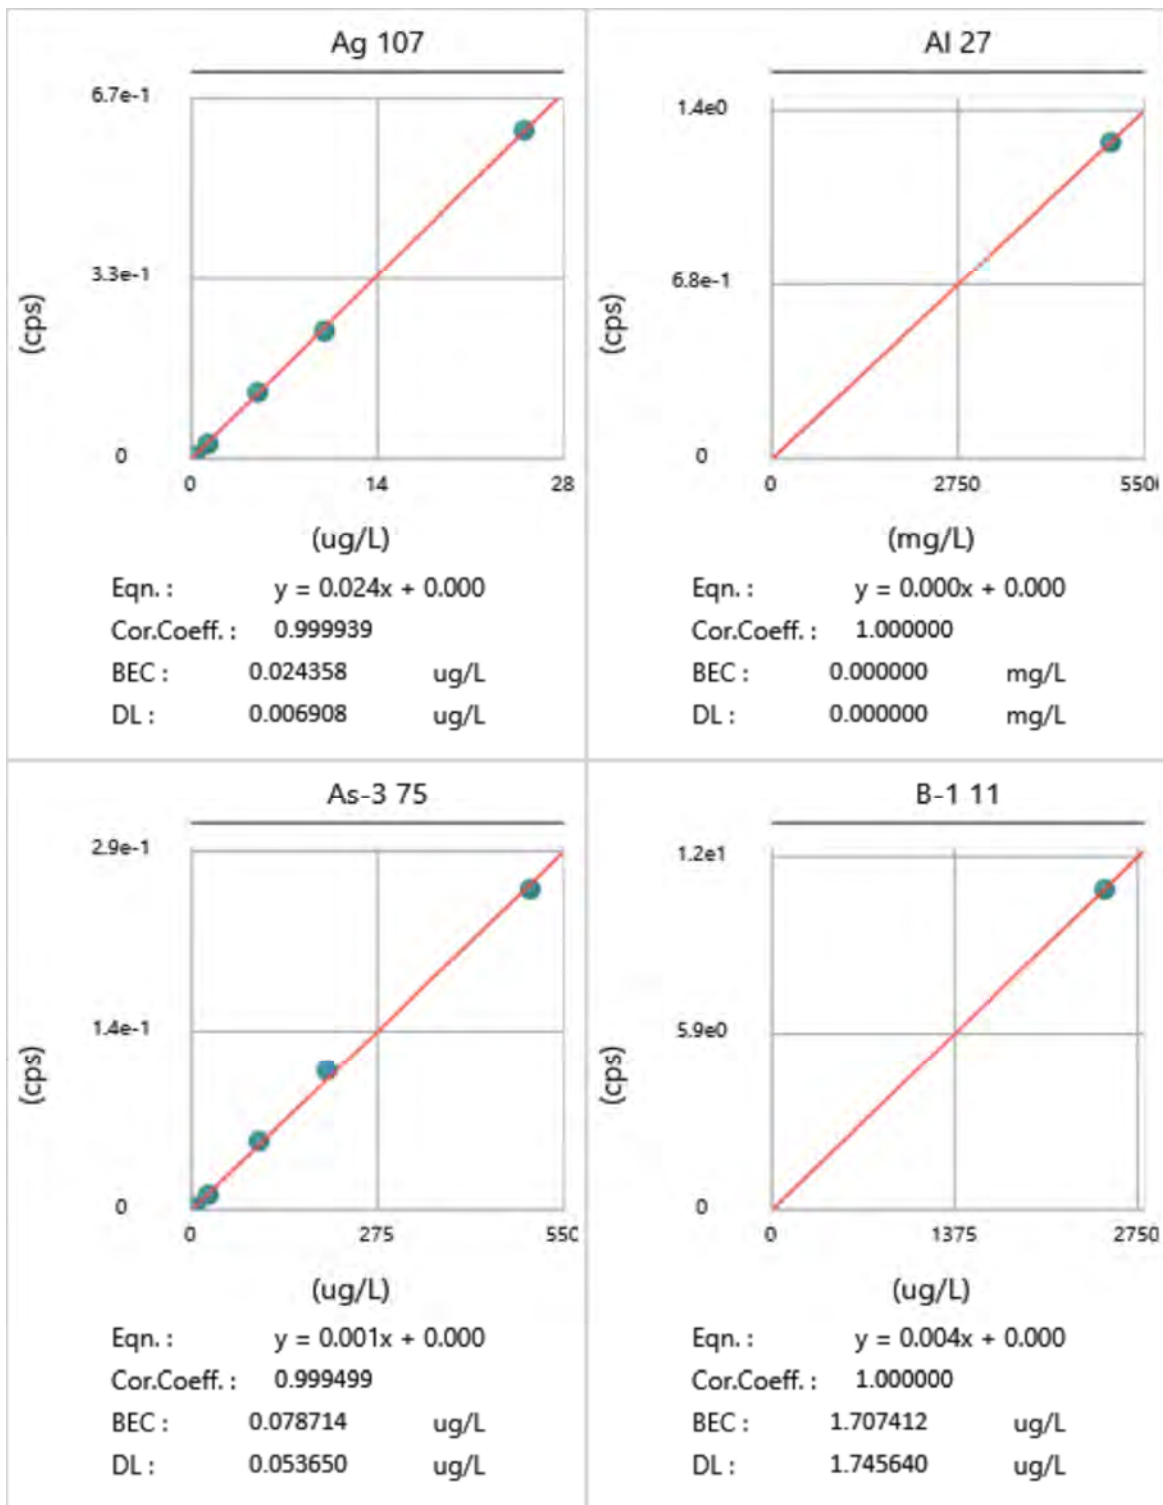 Ag 107
6.7e-1
3.3e-1
0
(cps)
0 14 28
(ug/L)
Eqn. : y = 0.024x + 0.000
Cor.Coeff. : 0.999939
BEC : 0.024358 ug/L
DL : 0.006908 ug/L
Al 27
1.4e0
6.8e-1
0
(cps)
0 2750 550
(mg/L)
Eqn. : y = 0.000x + 0.000
Cor.Coeff. : 1.000000
BEC : 0.000000 mg/L
DL : 0.000000 mg/L
As-3 75
2.9e-1
1.4e-1
0
(cps)
0 275 550
(ug/L)
Eqn. : y = 0.001x + 0.000
Cor.Coeff. : 0.999499
BEC : 0.078714 ug/L
DL : 0.053650 ug/L
B-1 11
1.2e1
5.9e0
0
(cps)
0 1375 2750
(ug/L)
Eqn. : y = 0.004x + 0.000
Cor.Coeff. : 1.000000
BEC : 1.707412 ug/L
DL : 1.745640 ug/L